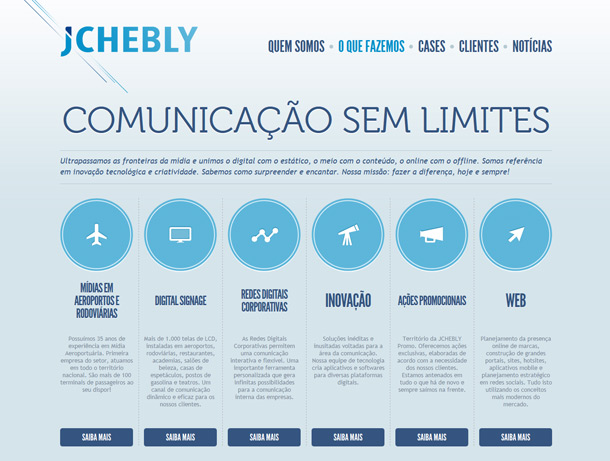 JCHEBLY
QUEM SOMOS • O QUE FAZEMOS • CASES • CLIENTES • NOTÍCIAS
COMUNICAÇÃO SEM LIMITES
Ultrapassamos as fronteiras da mídia e unimos o digital com o estático, o meio com o conteúdo, o online com o offline. Somos referência
em inovação tecnológica e criatividade. Sabemos como surpreender e encantar. Nossa missão: fazer a diferença, hoje e sempre!
MÍDIAS EM
AEROPORTOS E
RODOVIÁRIAS
Possuímos 35 anos de
experiência em Mídia
Aeroportuária. Primeira
empresa do setor, atuamos
em todo o território
nacional. São mais de 100
terminais de passageiros ao
seu dispor!
SAIBA MAIS
DIGITAL SIGNAGE
Mais de 1.000 telas de LCD,
instaladas em aeroportos,
rodoviárias, restaurantes,
academias, salões de
beleza, casas de
espetáculos, postos de
gasolina e teatros. Um
canal de comunicação
dinâmico e eficaz para os
nossos clientes.
SAIBA MAIS
REDES DIGITAIS
CORPORATIVAS
As Redes Digitais
Corporativas permitem
uma comunicação
interativa e flexível. Uma
importante ferramenta
personalizada que gera
infinitas possibilidades
para a comunicação
interna das empresas.
SAIBA MAIS
INOVAÇÃO
Soluções inéditas e
inusitadas voltadas para a
área da comunicação.
Nossa equipe de tecnologia
cria aplicativos e softwares
para diversas plataformas
digitais.
SAIBA MAIS
AÇÕES PROMOCIONAIS
Território da JCHEBLY
Promo. Oferecemos ações
exclusivas, elaboradas de
acordo com a necessidade
dos nossos clientes.
Estamos antenados em
tudo o que há de novo e
sempre saímos na frente.
SAIBA MAIS
WEB
Planejamento da presença
online de marcas,
construção de grandes
portais, sites, hotsites,
aplicativos mobile e
planejamento estratégico
em redes sociais. Tudo isto
utilizando os conceitos
mais modernos do
mercado.
SAIBA MAIS